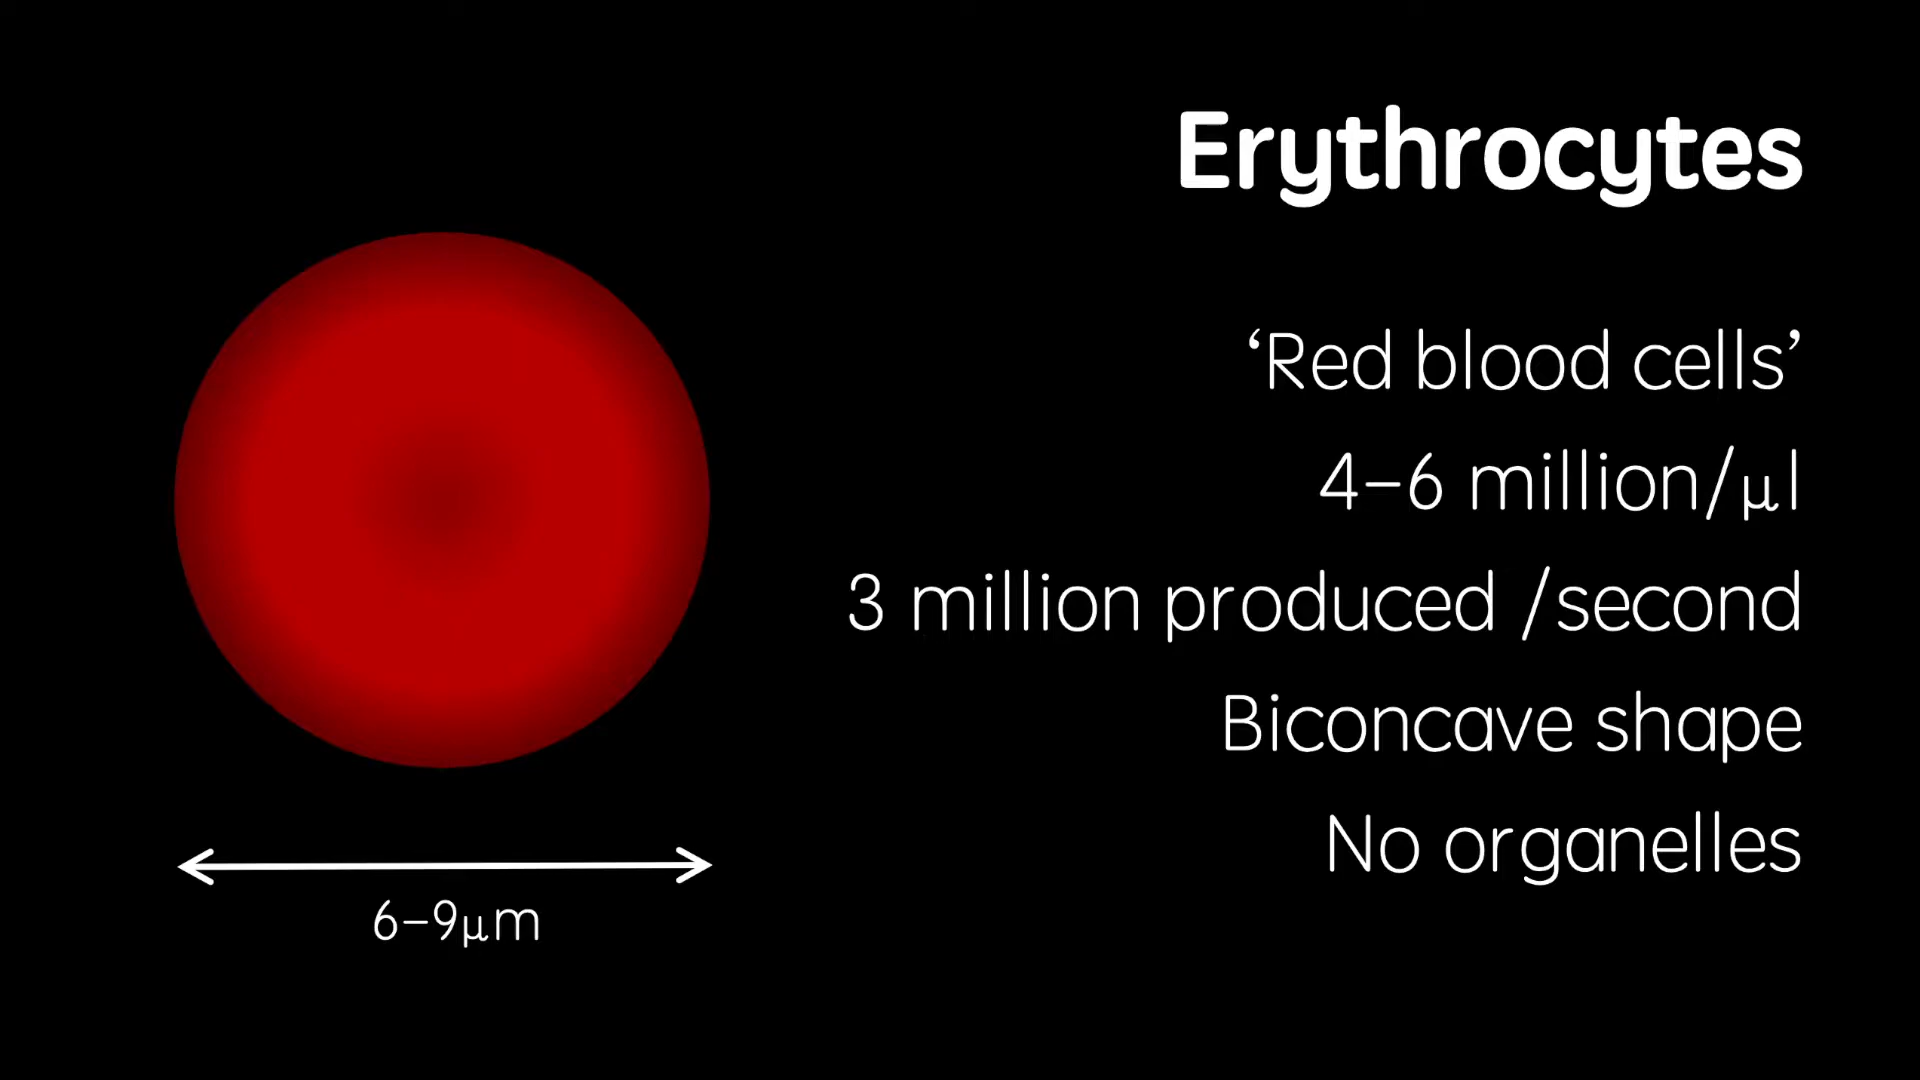 Erythrocytes
‘Red blood cells’
4–6 million/μl
3 million produced /second
Biconcave shape
No organelles
6–9μm